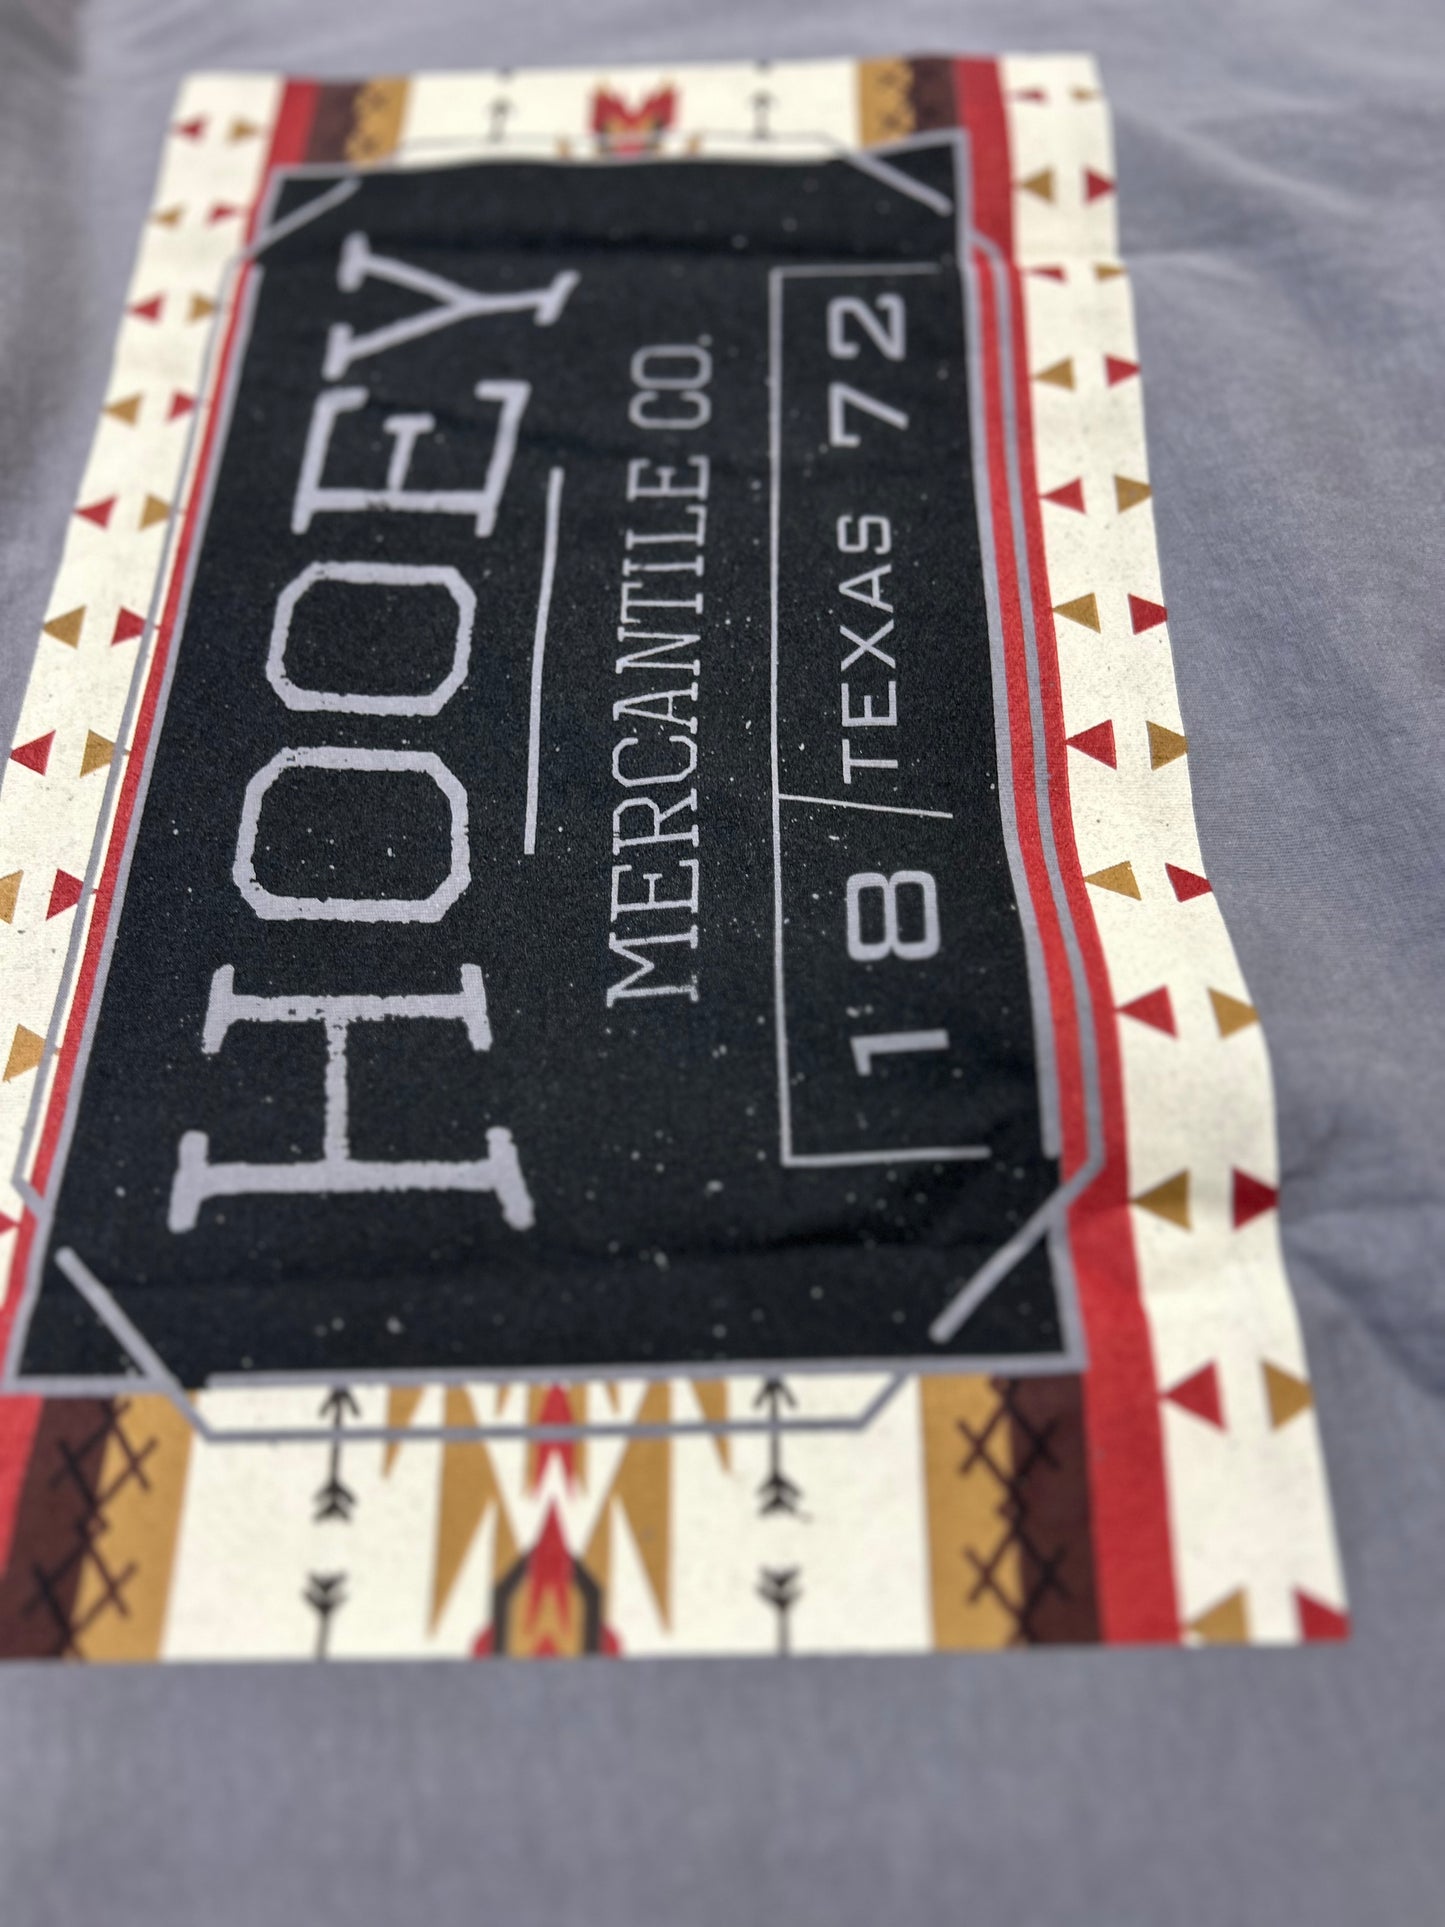 HOOEY
MERCANTILE CO.
18/TEXAS 72